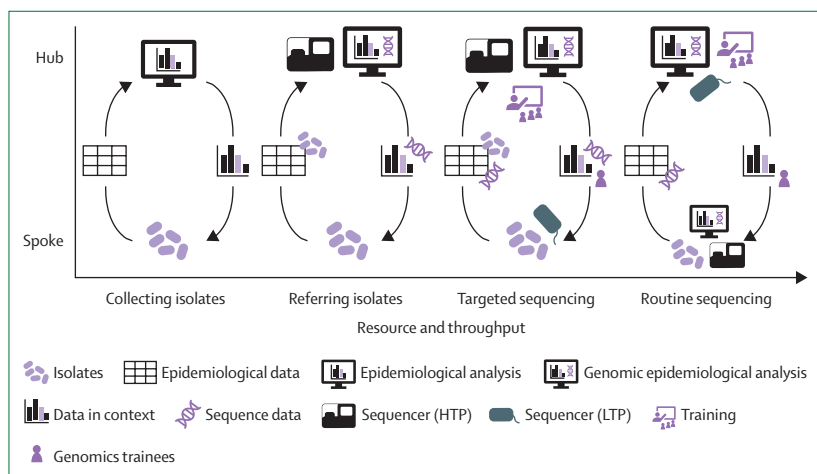 Hub
Spoke
Collecting isolates
Referring isolates
Targeted sequencing
Routine sequencing
Resource and throughput
Isolates
Epidemiological data
Epidemiological analysis
Genomic epidemiological analysis
Data in context
Sequence data
Sequencer (HTP)
Sequencer (LTP)
Training
Genomics trainees